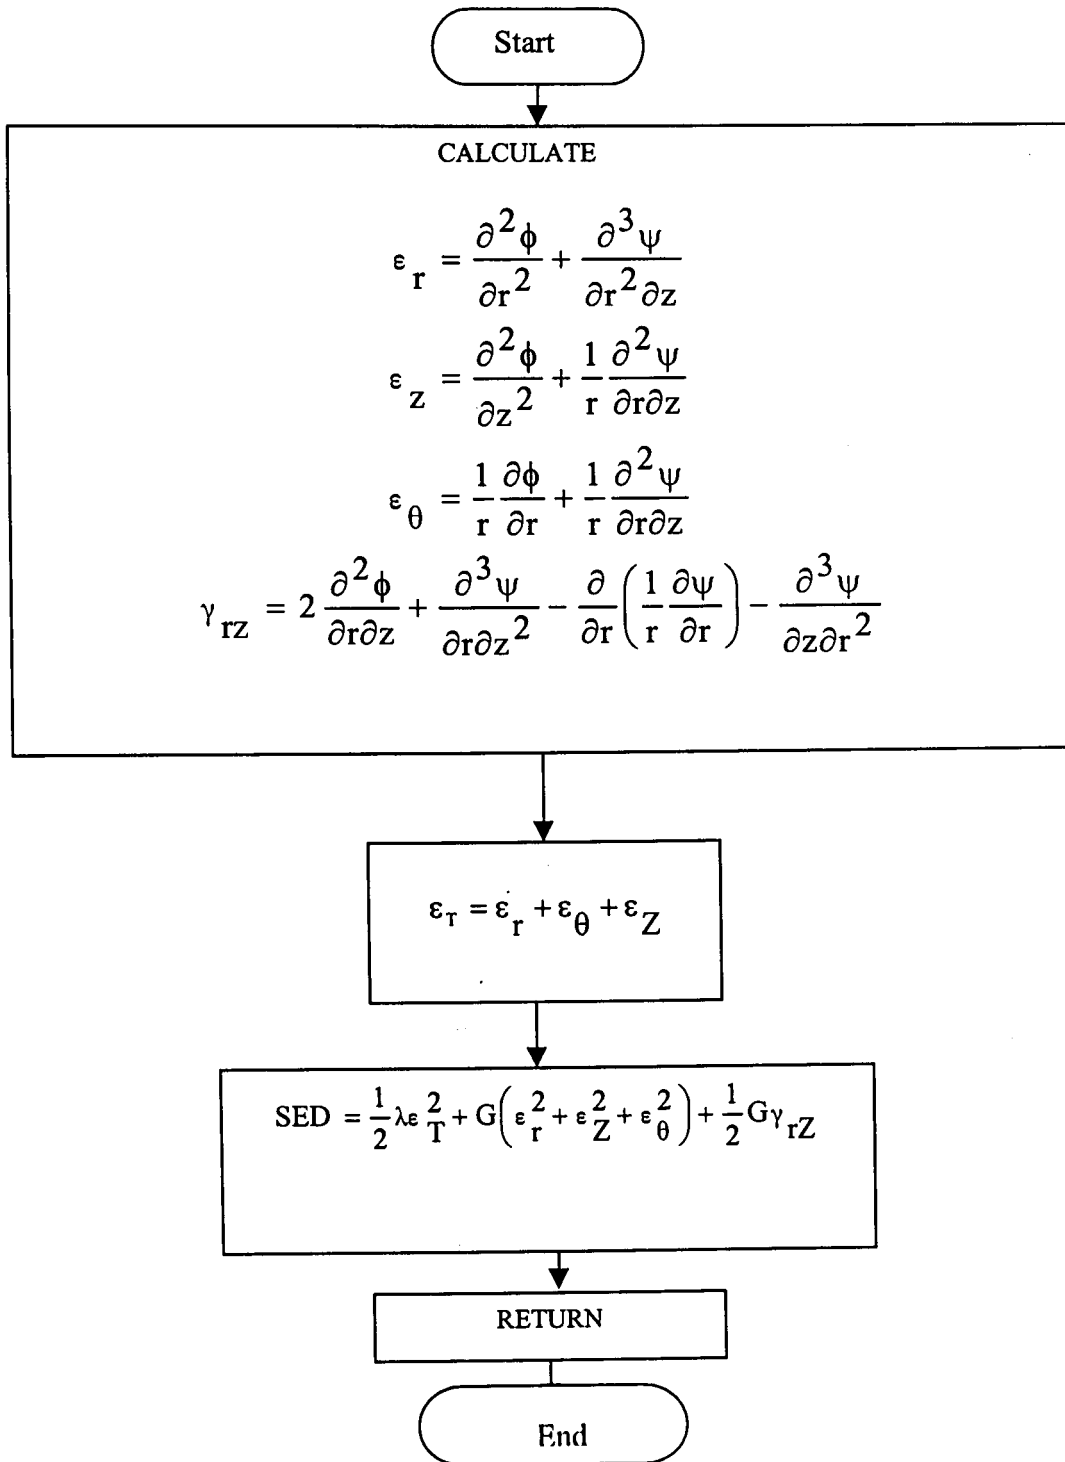 Start
CALCULATE
ε_r = ∂²ϕ/∂r² + ∂³ψ/∂r²∂z
ε_z = ∂²ϕ/∂z² + 1/r ∂²ψ/∂r∂z
ε_θ = 1/r ∂ϕ/∂r + 1/r ∂²ψ/∂r∂z
γ_rz = 2 ∂²ϕ/∂r∂z + ∂³ψ/∂r∂z² − ∂/∂r (1/r ∂ψ/∂r) − ∂³ψ/∂z∂r²
ε_T = ε_r + ε_θ + ε_Z
SED = 1/2 λε_T² + G(ε_r² + ε_Z² + ε_θ²) + 1/2 Gγ_rZ
RETURN
End